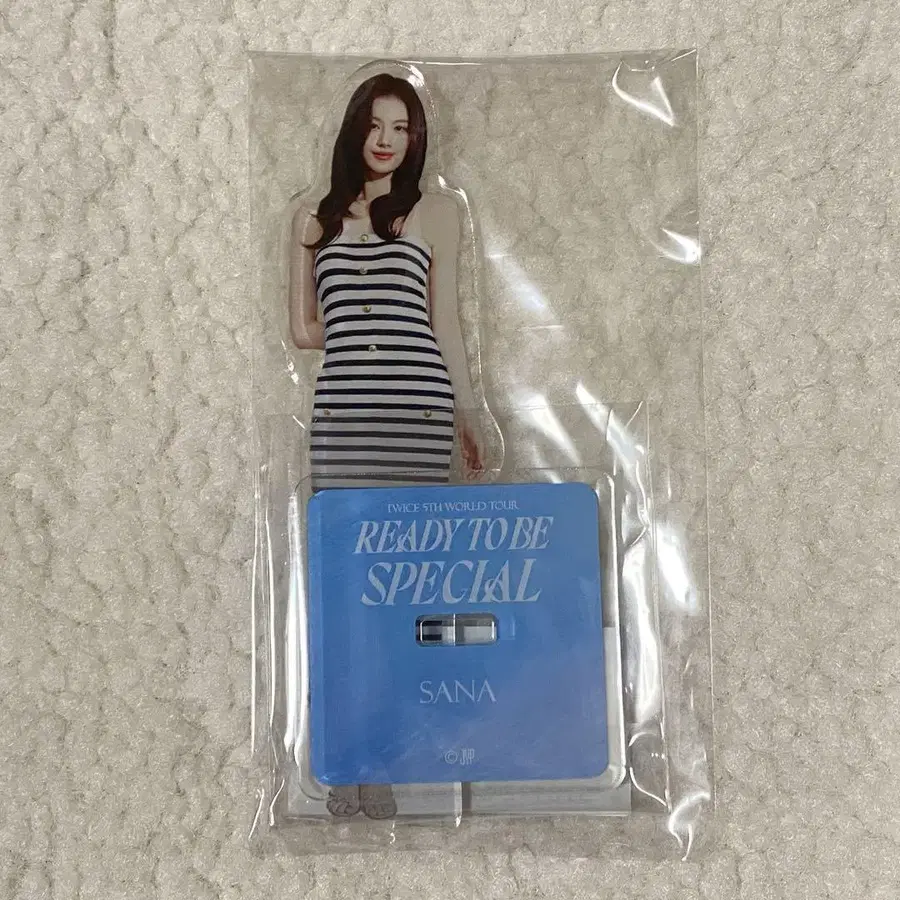 TWICE 5TH WORLD TOUR
READY TO BE
SPECIAL
SANA
© JYP